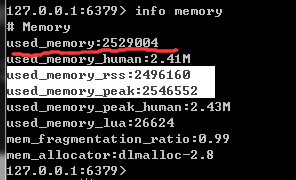 127.0.0.1:6379> info memory
# Memory
used_memory:2529004
used_memory_human:2.41M
used_memory_rss:2496160
used_memory_peak:2546552
used_memory_peak_human:2.43M
used_memory_lua:26624
mem_fragmentation_ratio:0.99
mem_allocator:dlmalloc-2.8
127.0.0.1:6379>